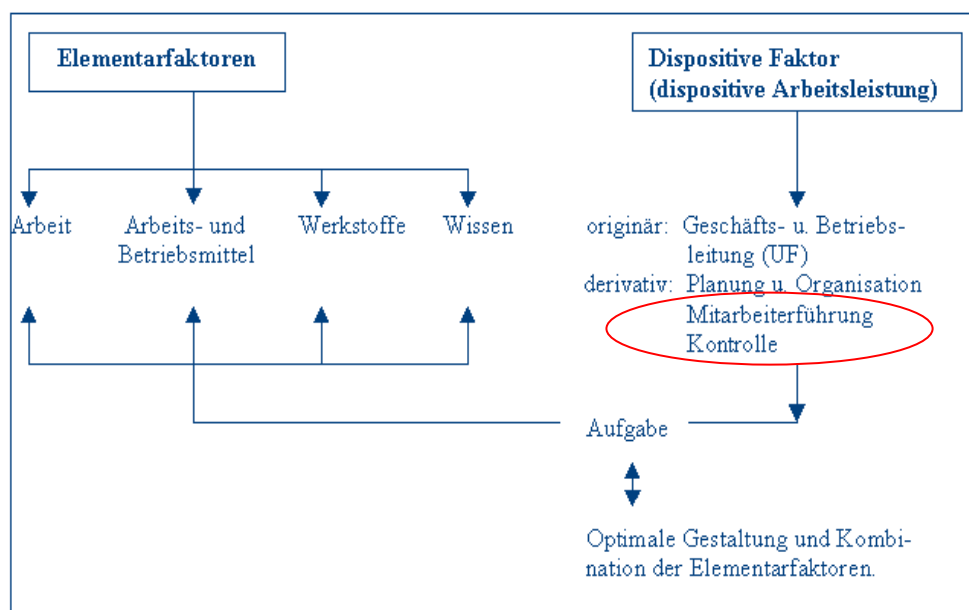 Elementarfaktoren
Dispositive Faktor
(dispositive Arbeitsleistung)
Arbeit
Arbeits- und
Betriebsmittel
Werkstoffe
Wissen
originär: Geschäfts- u. Betriebs-
leitung (UF)
derivativ: Planung u. Organisation
Mitarbeiterführung
Kontrolle
Aufgabe
Optimale Gestaltung und Kombi-
nation der Elementarfaktoren.